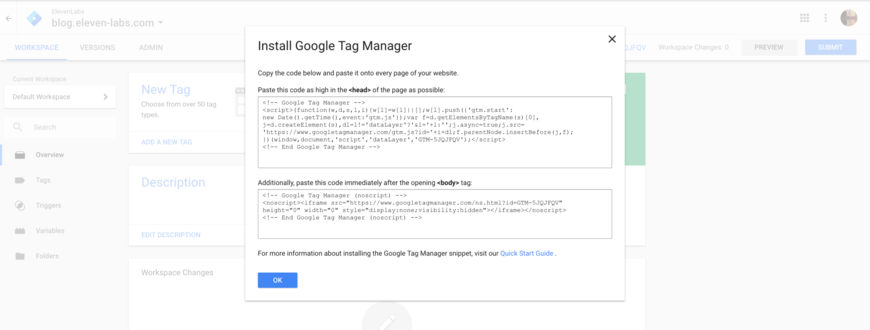 ElevenLabs
blog.eleven-labs.com
WORKSPACE VERSIONS ADMIN
Workspace Changes: 0 PREVIEW SUBMIT
Current Workspace
Default Workspace
Search
Overview
Tags
Triggers
Variables
Folders
New Tag
Choose from over 50 tag
types.
ADD A NEW TAG
Description
EDIT DESCRIPTION
Workspace Changes
Install Google Tag Manager
Copy the code below and paste it onto every page of your website.
Paste this code as high in the <head> of the page as possible:
<!-- Google Tag Manager -->
<script>(function(w,d,s,l,i){w[l]=w[l]||[];w[l].push({'gtm.start':
new Date().getTime(),event:'gtm.js'});var f=d.getElementsByTagName(s)[0],
j=d.createElement(s),dl=l!='dataLayer'?'&l='+l:'';j.async=true;j.src=
'https://www.googletagmanager.com/gtm.js?id='+i+dl;f.parentNode.insertBefore(j,f);
})(window,document,'script','dataLayer','GTM-5JQJFQV');</script>
<!-- End Google Tag Manager -->
Additionally, paste this code immediately after the opening <body> tag:
<!-- Google Tag Manager (noscript) -->
<noscript><iframe src="https://www.googletagmanager.com/ns.html?id=GTM-5JQJFQV"
height="0" width="0" style="display:none;visibility:hidden"></iframe></noscript>
<!-- End Google Tag Manager (noscript) -->
For more information about installing the Google Tag Manager snippet, visit our Quick Start Guide .
OK